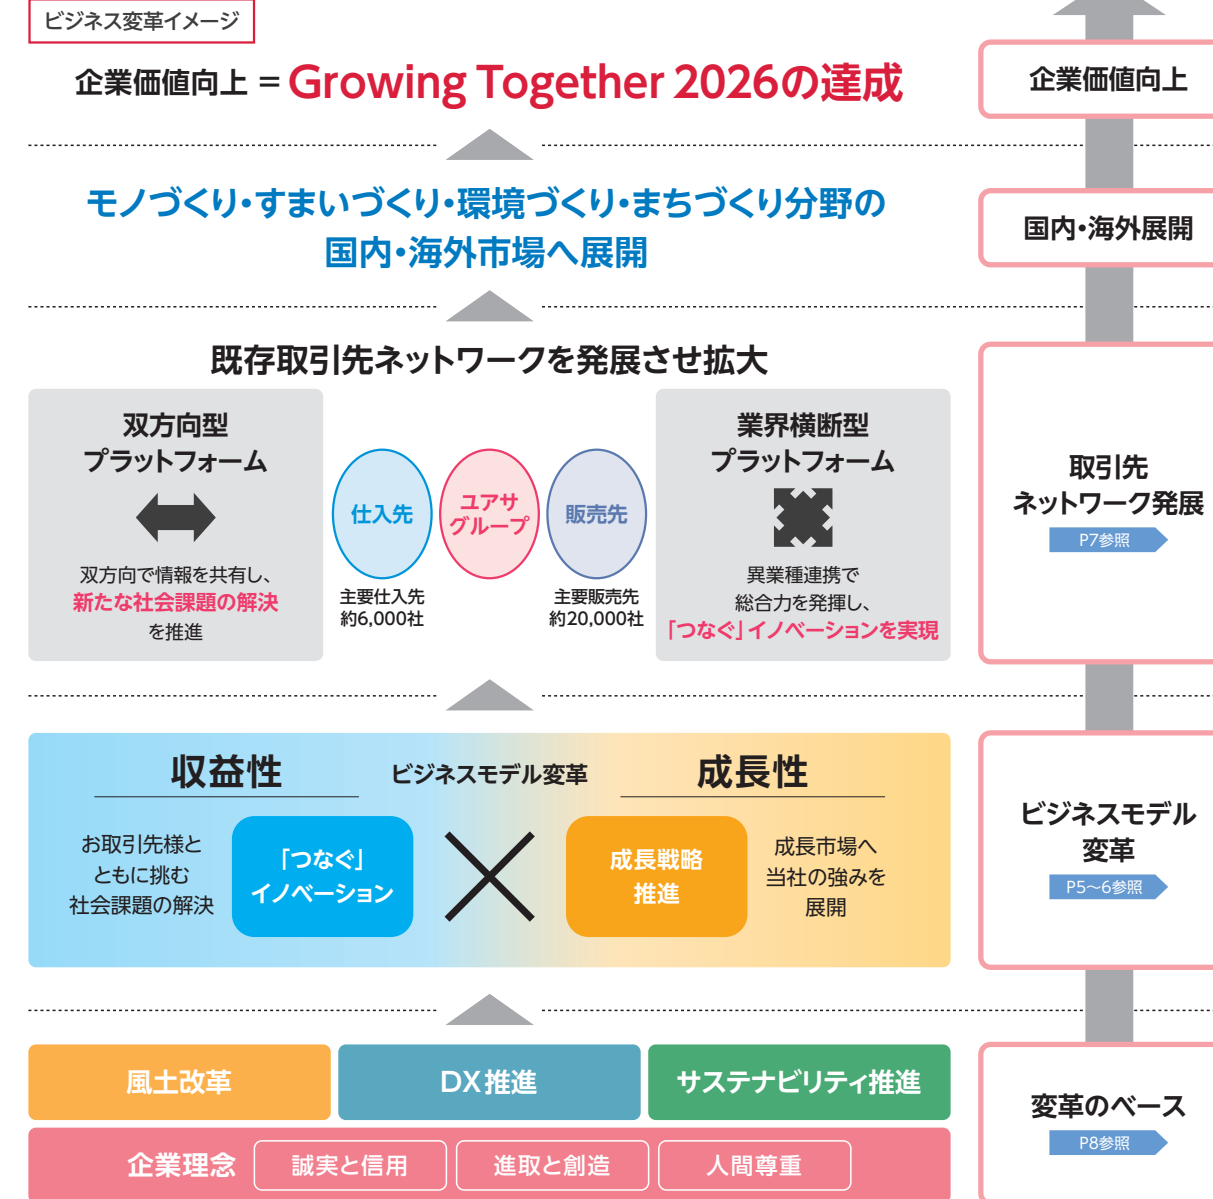 ビジネス変革イメージ
企業価値向上 = Growing Together 2026の達成
企業価値向上
モノづくり・すまいづくり・環境づくり・まちづくり分野の
国内・海外市場へ展開
国内・海外展開
既存取引先ネットワークを発展させ拡大
双方向型
プラットフォーム
双方向で情報を共有し、
新たな社会課題の解決
を推進
仕入先
主要仕入先
約6,000社
ユアサ
グループ
販売先
主要販売先
約20,000社
業界横断型
プラットフォーム
異業種連携で
総合力を発揮し、
「つなぐ」イノベーションを実現
取引先
ネットワーク発展
P7参照
収益性
ビジネスモデル変革
成長性
お取引先様と
ともに挑む
社会課題の解決
「つなぐ」
イノベーション
成長戦略
推進
成長市場へ
当社の強みを
展開
ビジネスモデル
変革
P5〜6参照
風土改革
DX推進
サステナビリティ推進
企業理念
誠実と信用
進取と創造
人間尊重
変革のベース
P8参照